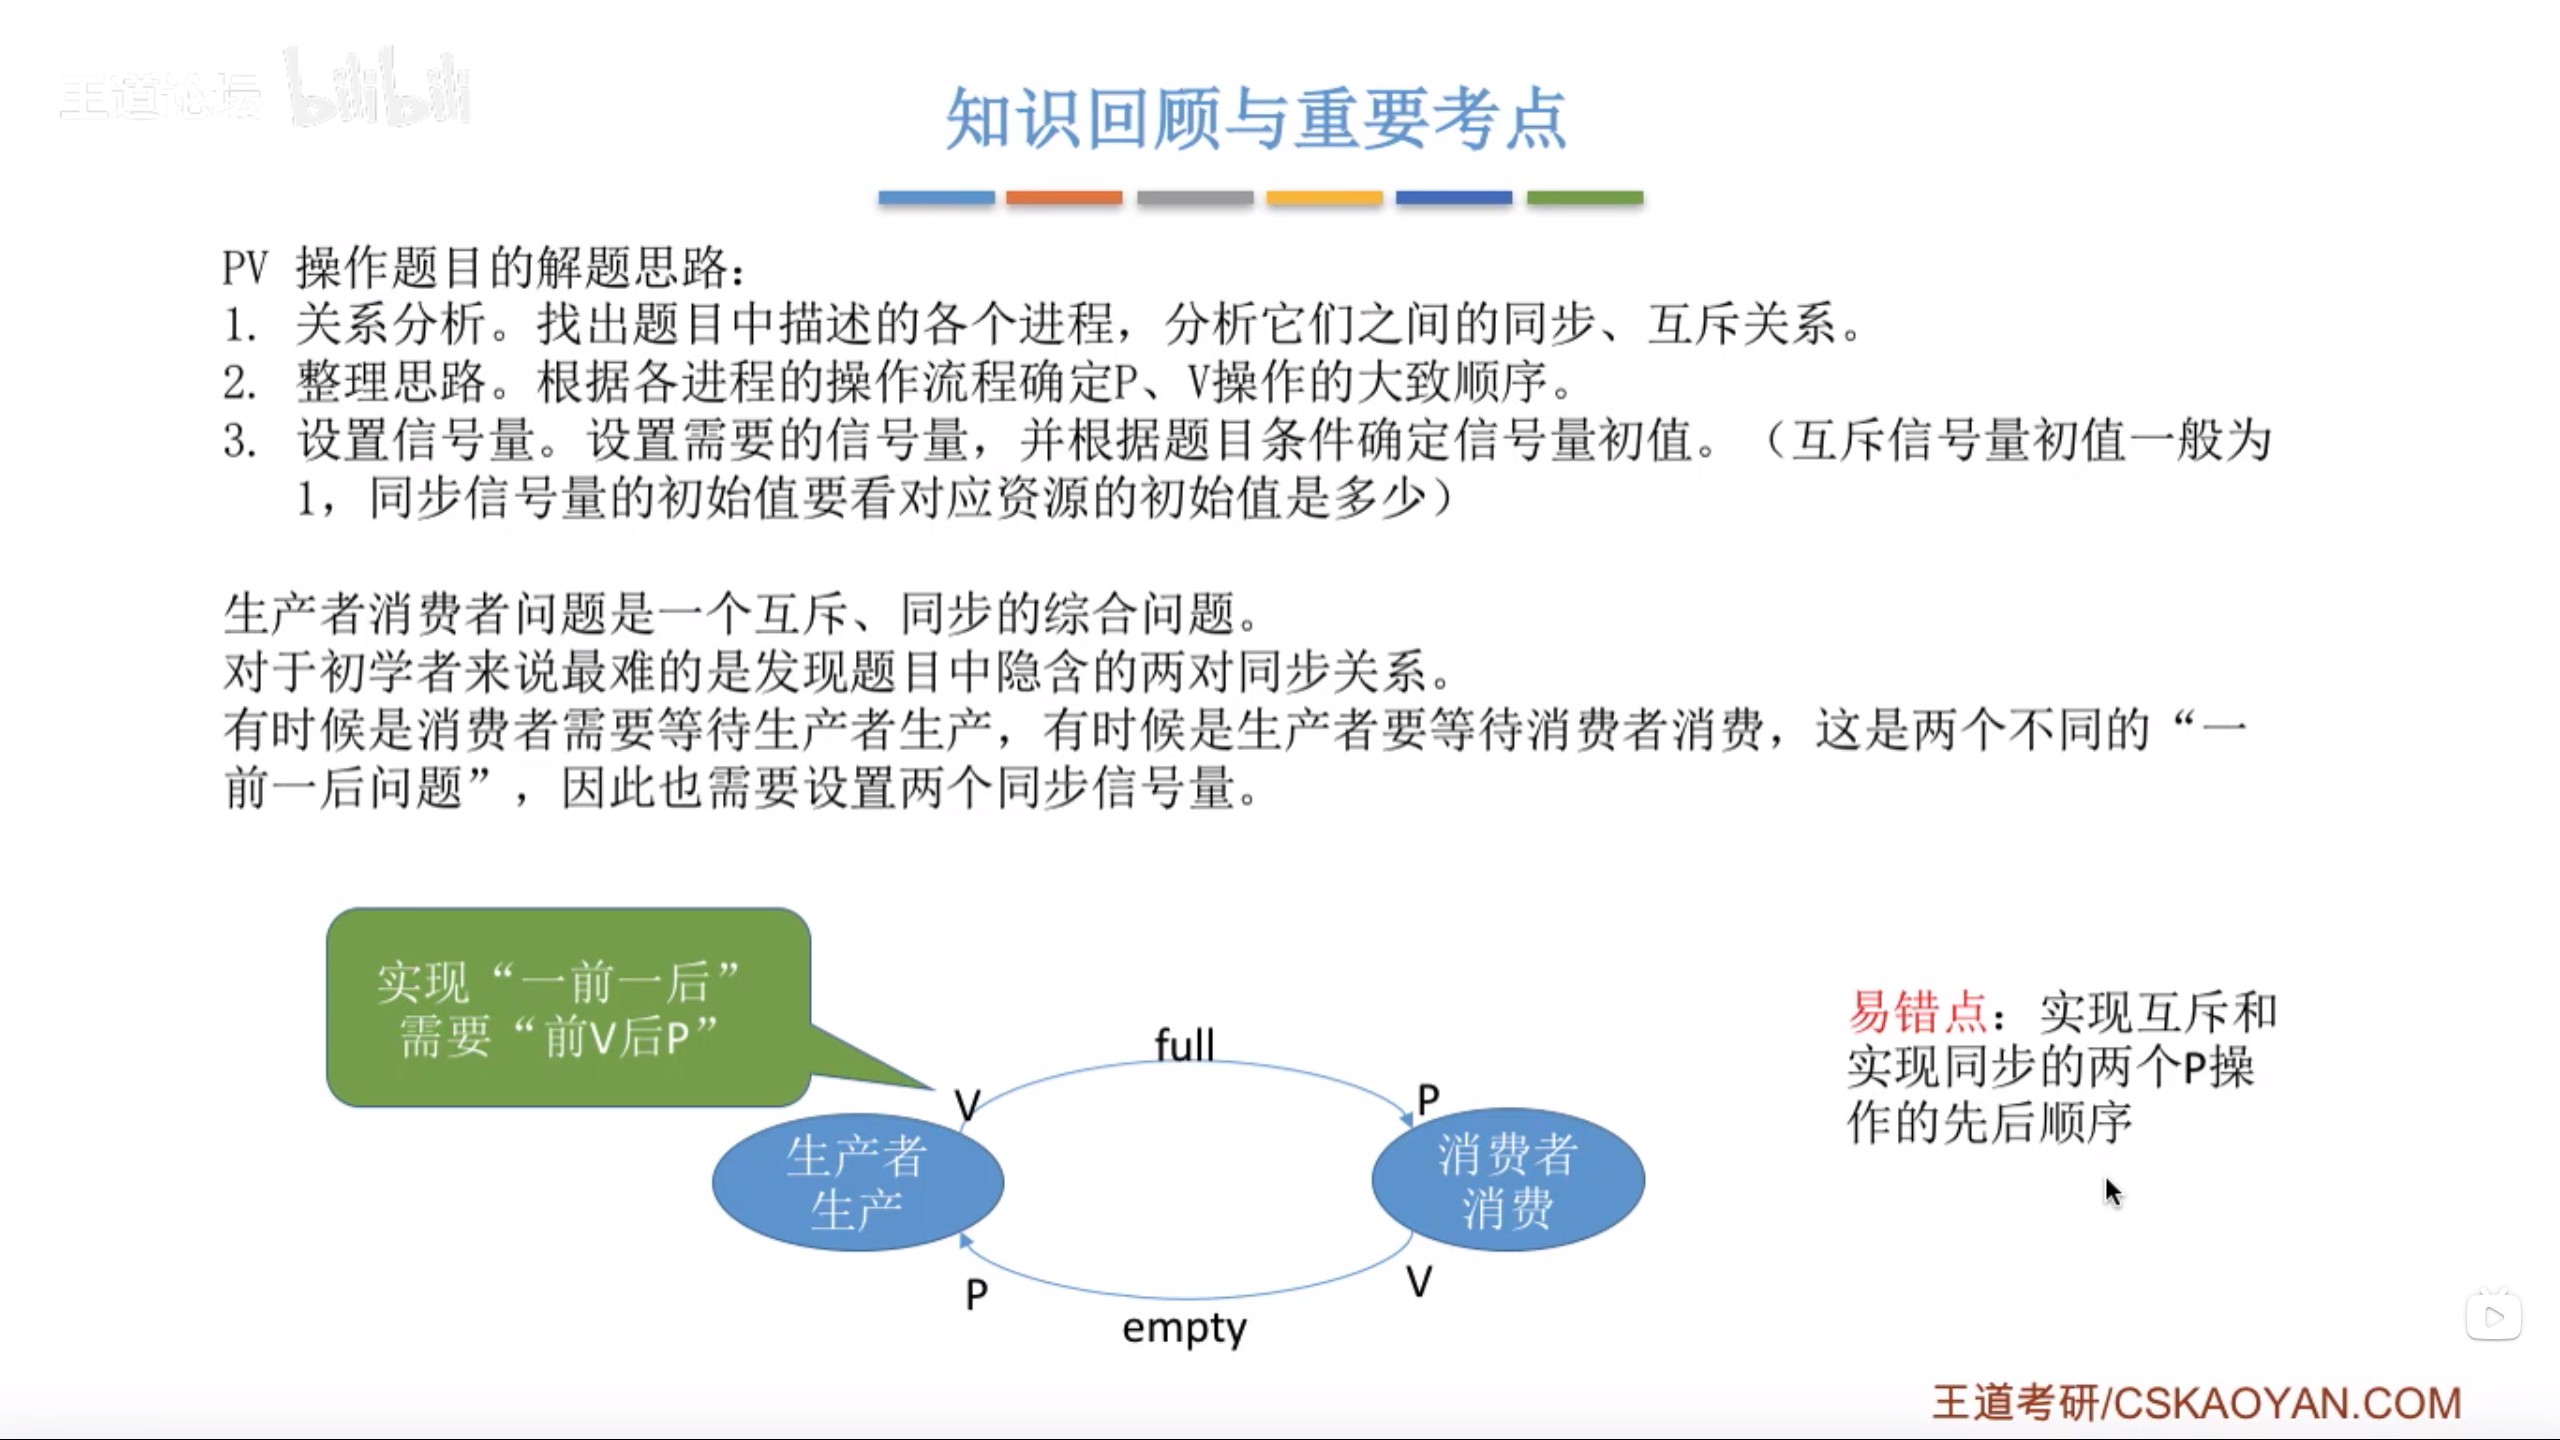 王道论坛 bilibili
知识回顾与重要考点
PV 操作题目的解题思路：
1. 关系分析。找出题目中描述的各个进程，分析它们之间的同步、互斥关系。
2. 整理思路。根据各进程的操作流程确定P、V操作的大致顺序。
3. 设置信号量。设置需要的信号量，并根据题目条件确定信号量初值。（互斥信号量初值一般为
1，同步信号量的初始值要看对应资源的初始值是多少）
生产者消费者问题是一个互斥、同步的综合问题。
对于初学者来说最难的是发现题目中隐含的两对同步关系。
有时候是消费者需要等待生产者生产，有时候是生产者要等待消费者消费，这是两个不同的“一
前一后问题”，因此也需要设置两个同步信号量。
实现“一前一后”
需要“前V后P”
full
V
P
生产者
生产
消费者
消费
P
V
empty
易错点：实现互斥和
实现同步的两个P操
作的先后顺序
王道考研/CSKAOYAN.COM